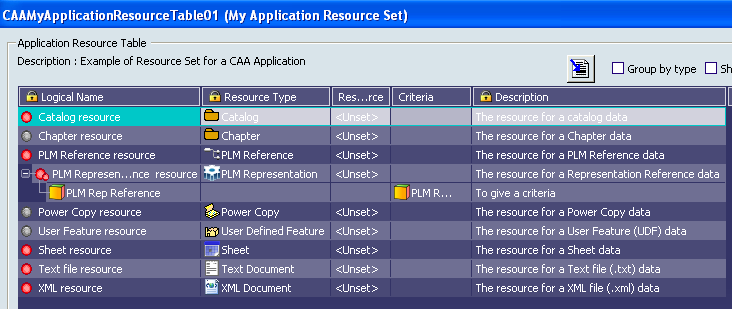 CAAMyApplicationResourceTable01 (My Application Resource Set)
Application Resource Table
Description : Example of Resource Set for a CAA Application
Group by type Sh
Logical Name Resource Type Res...rce Criteria Description
Catalog resource Catalog <Unset> The resource for a catalog data
Chapter resource Chapter <Unset> The resource for a Chapter data
PLM Reference resource PLM Reference <Unset> The resource for a PLM Reference data
PLM Represen...nce resource PLM Representation <Unset> The resource for a Representation Reference data
PLM Rep Reference PLM R... To give a criteria
Power Copy resource Power Copy <Unset> The resource for a Power Copy data
User Feature resource User Defined Feature <Unset> The resource for a User Feature (UDF) data
Sheet resource Sheet <Unset> The resource for a Sheet data
Text file resource Text Document <Unset> The resource for a Text file (.txt) data
XML resource XML Document <Unset> The resource for a XML file (.xml) data